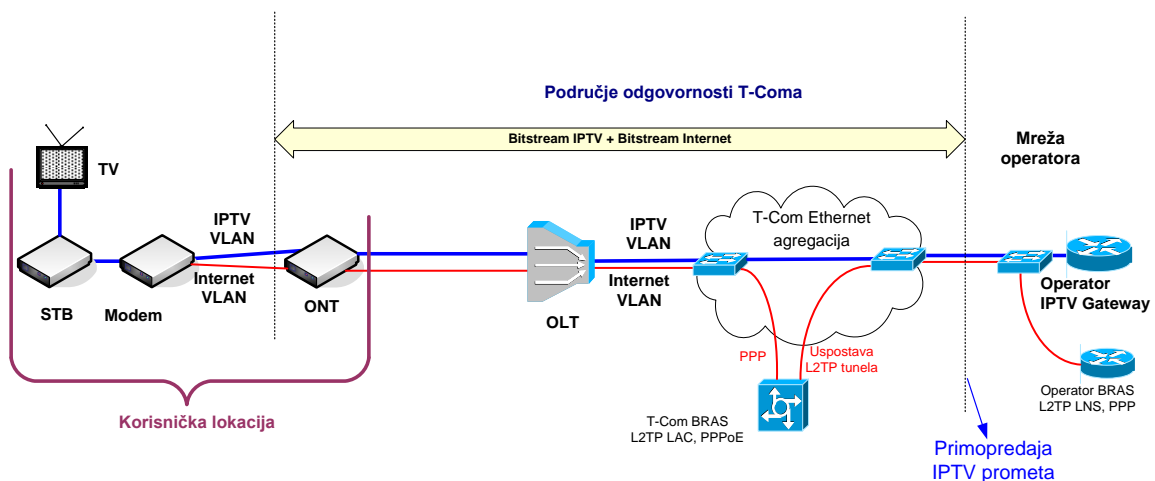 Područje odgovornosti T-Coma
Bitstream IPTV + Bitstream Internet
Mreža
operatora
TV
IPTV
VLAN
Internet
VLAN
STB
Modem
ONT
OLT
IPTV
VLAN
Internet
VLAN
T-Com Ethernet
agregacija
Operator
IPTV Gateway
PPP
Uspostava
L2TP tunela
T-Com BRAS
L2TP LAC, PPPoE
Operator BRAS
L2TP LNS, PPP
Korisnička lokacija
Primopredaja
IPTV prometa